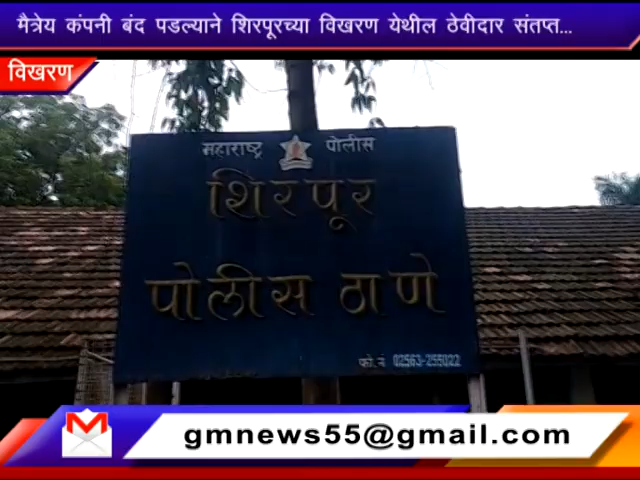 मैत्रेय कंपनी बंद पडल्याने शिरपूरच्या विखरण येथील ठेवीदार संतप्त...
विखरण
महाराष्ट्र पोलीस
शिरपूर
पोलीस ठाणे
फो.नं 02563-255022
gmnews55@gmail.com